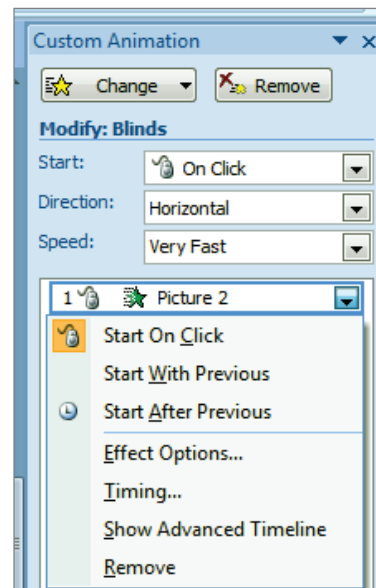 Custom Animation
Change Remove
Modify: Blinds
Start: On Click
Direction: Horizontal
Speed: Very Fast
1 Picture 2
Start On Click
Start With Previous
Start After Previous
Effect Options...
Timing...
Show Advanced Timeline
Remove